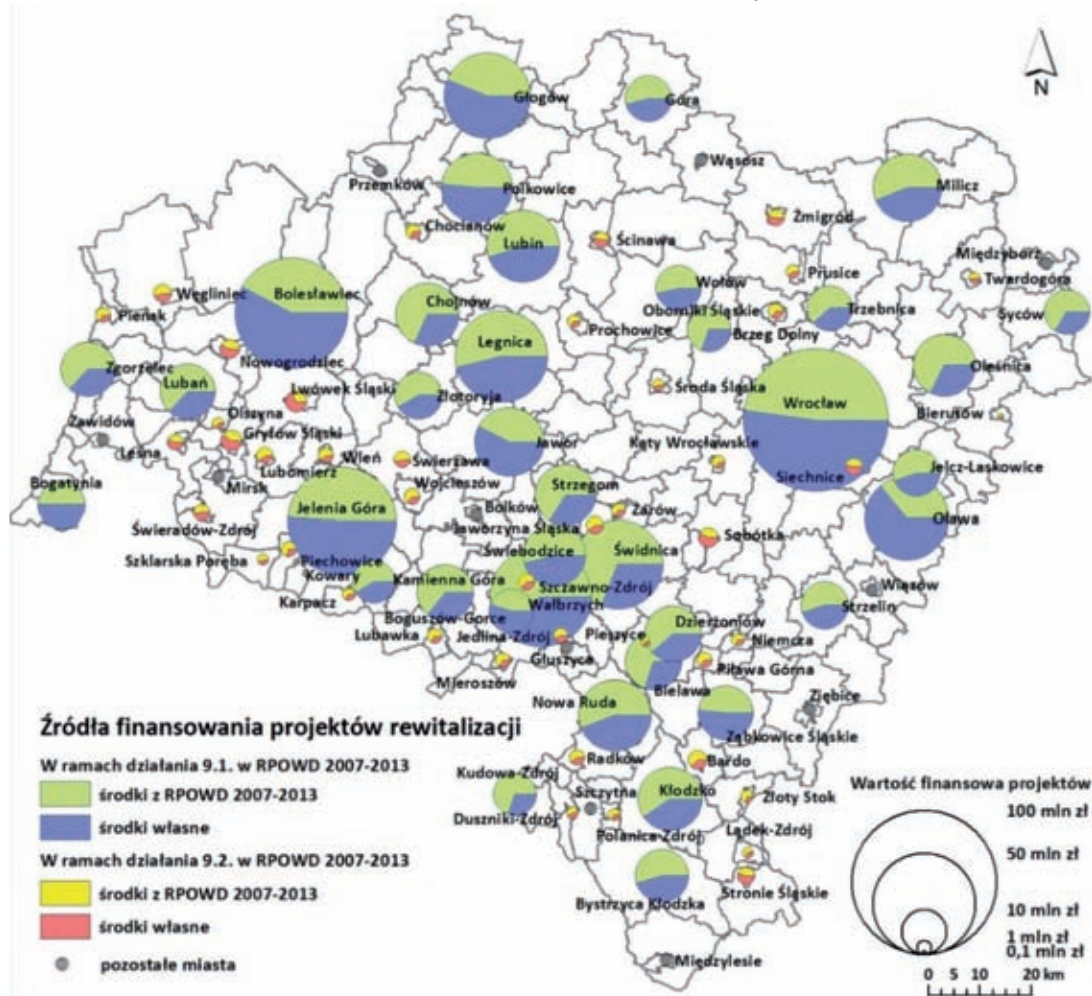 N
Głogów
Góra
Wąsosz
Przemków
Polkowice
Milicz
Chocianów
Żmigród
Lubin
Ścinawa
Międzybórz
Prusice
Twardogóra
Węgliniec
Bolesławiec
Wołów
Pieńsk
Chojnów
Oborniki Śląskie
Trzebnica
Syców
Prochowice
Brzeg Dolny
Legnica
Nowogrodziec
Zgorzelec
Oleśnica
Lubań
Lwówek Śląski
Środa Śląska
Złotoryja
Wrocław
Olszyna
Bierutów
Zawidów
Gryfów Śląski
Jawor
Kąty Wrocławskie
Leśna
Wleń
Świerzawa
Lubomierz
Jelcz-Laskowice
Siechnice
Mirsk
Strzegom
Bogatynia
Wojcieszów
Jelenia Góra
Bolków
Żarów
Oława
Jaworzyna Śląska
Świeradów-Zdrój
Sobótka
Świebodzice
Świdnica
Szklarska Poręba
Piechowice
Kowary
Kamienna Góra
Szczawno-Zdrój
Wiązów
Karpacz
Wałbrzych
Strzelin
Boguszów-Gorce
Dzierżoniów
Lubawka
Jedlina-Zdrój
Pieszyce
Niemcza
Głuszyca
Piława Górna
Mieroszów
Bielawa
Ziębice
Nowa Ruda
Ząbkowice Śląskie
Radków
Bardo
Kudowa-Zdrój
Szczytna
Kłodzko
Złoty Stok
Duszniki-Zdrój
Polanica-Zdrój
Lądek-Zdrój
Stronie Śląskie
Bystrzyca Kłodzka
Międzylesie
Źródła finansowania projektów rewitalizacji
W ramach działania 9.1. w RPOWD 2007-2013
środki z RPOWD 2007-2013
środki własne
W ramach działania 9.2. w RPOWD 2007-2013
środki z RPOWD 2007-2013
środki własne
pozostałe miasta
Wartość finansowa projektów
100 mln zł
50 mln zł
10 mln zł
1 mln zł
0,1 mln zł
0 5 10 20 km